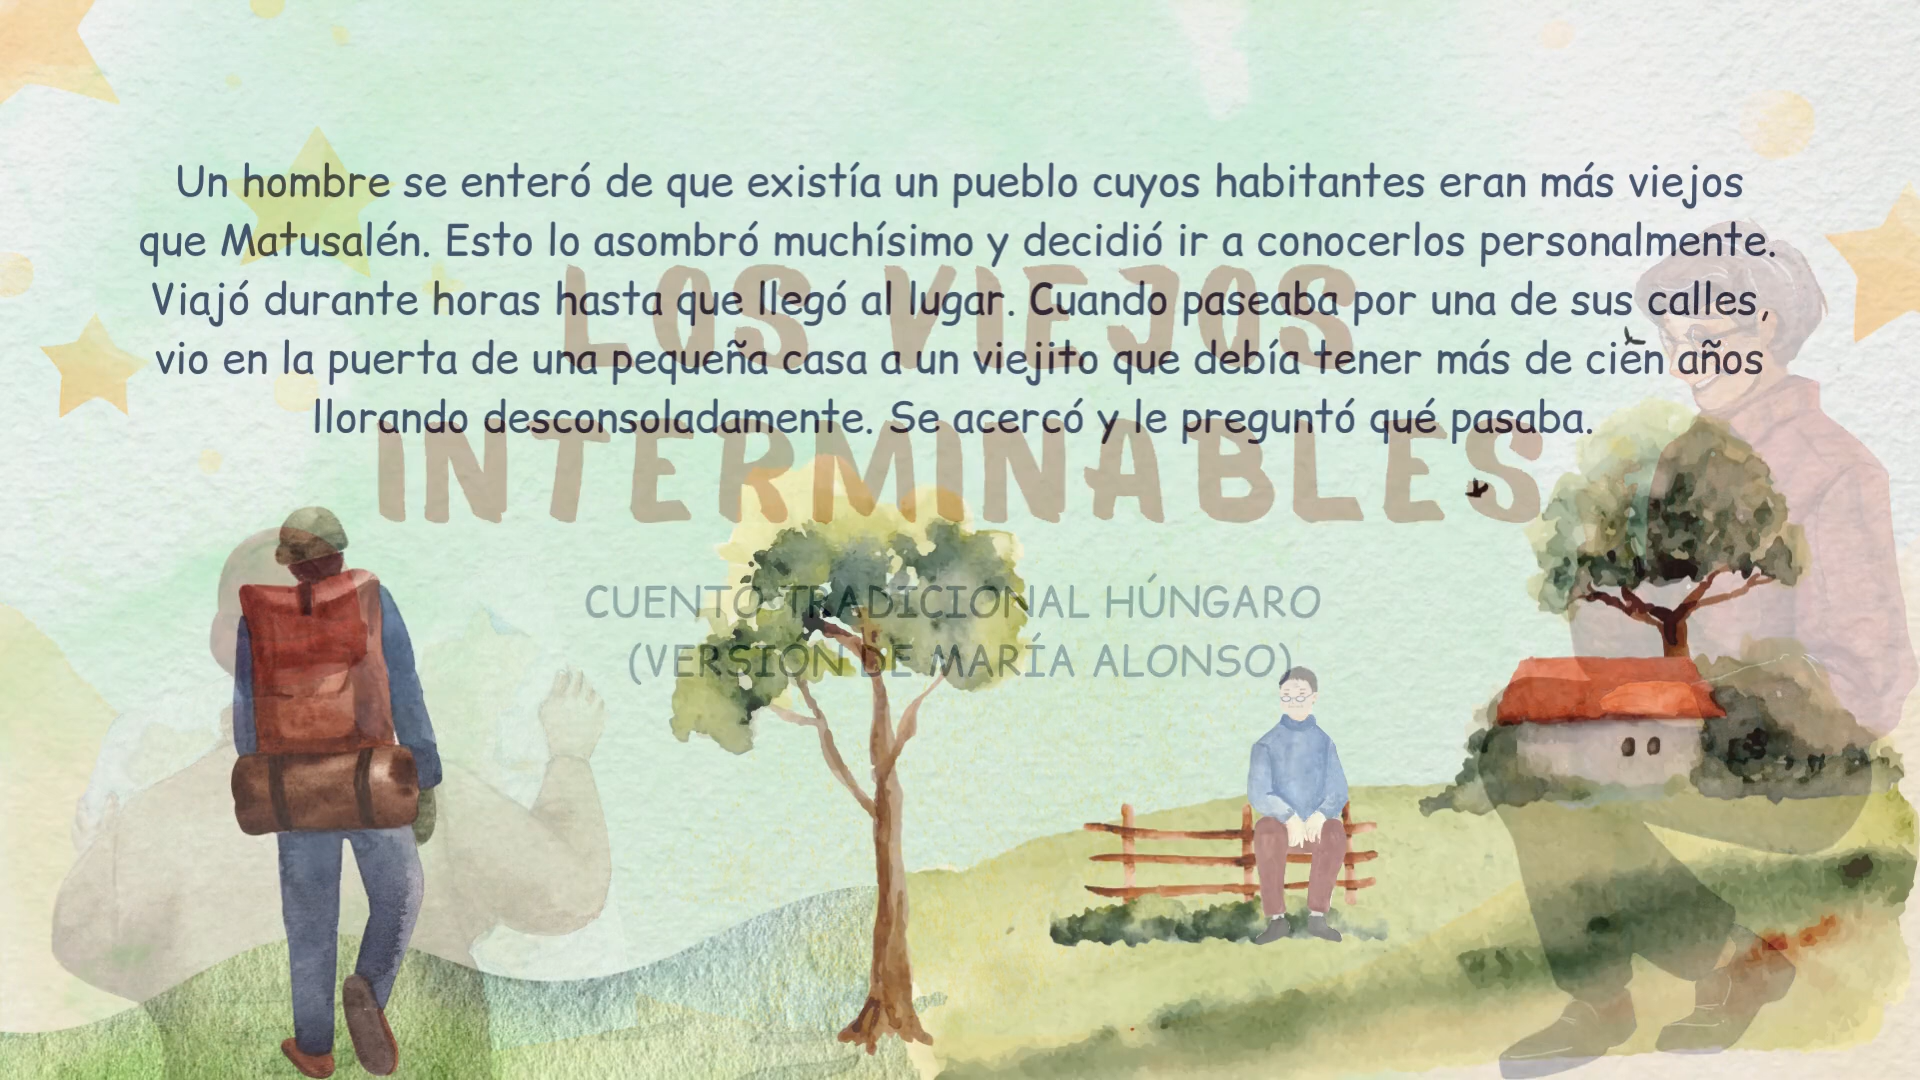 Un hombre se enteró de que existía un pueblo cuyos habitantes eran más viejos
que Matusalén. Esto lo asombró muchísimo y decidió ir a conocerlos personalmente.
Viajó durante horas hasta que llegó al lugar. Cuando paseaba por una de sus calles,
vio en la puerta de una pequeña casa a un viejito que debía tener más de cien años
llorando desconsoladamente. Se acercó y le preguntó qué pasaba.
LOS VIEJOS
INTERMINABLES
CUENTO TRADICIONAL HÚNGARO
(VERSIÓN DE MARÍA ALONSO)